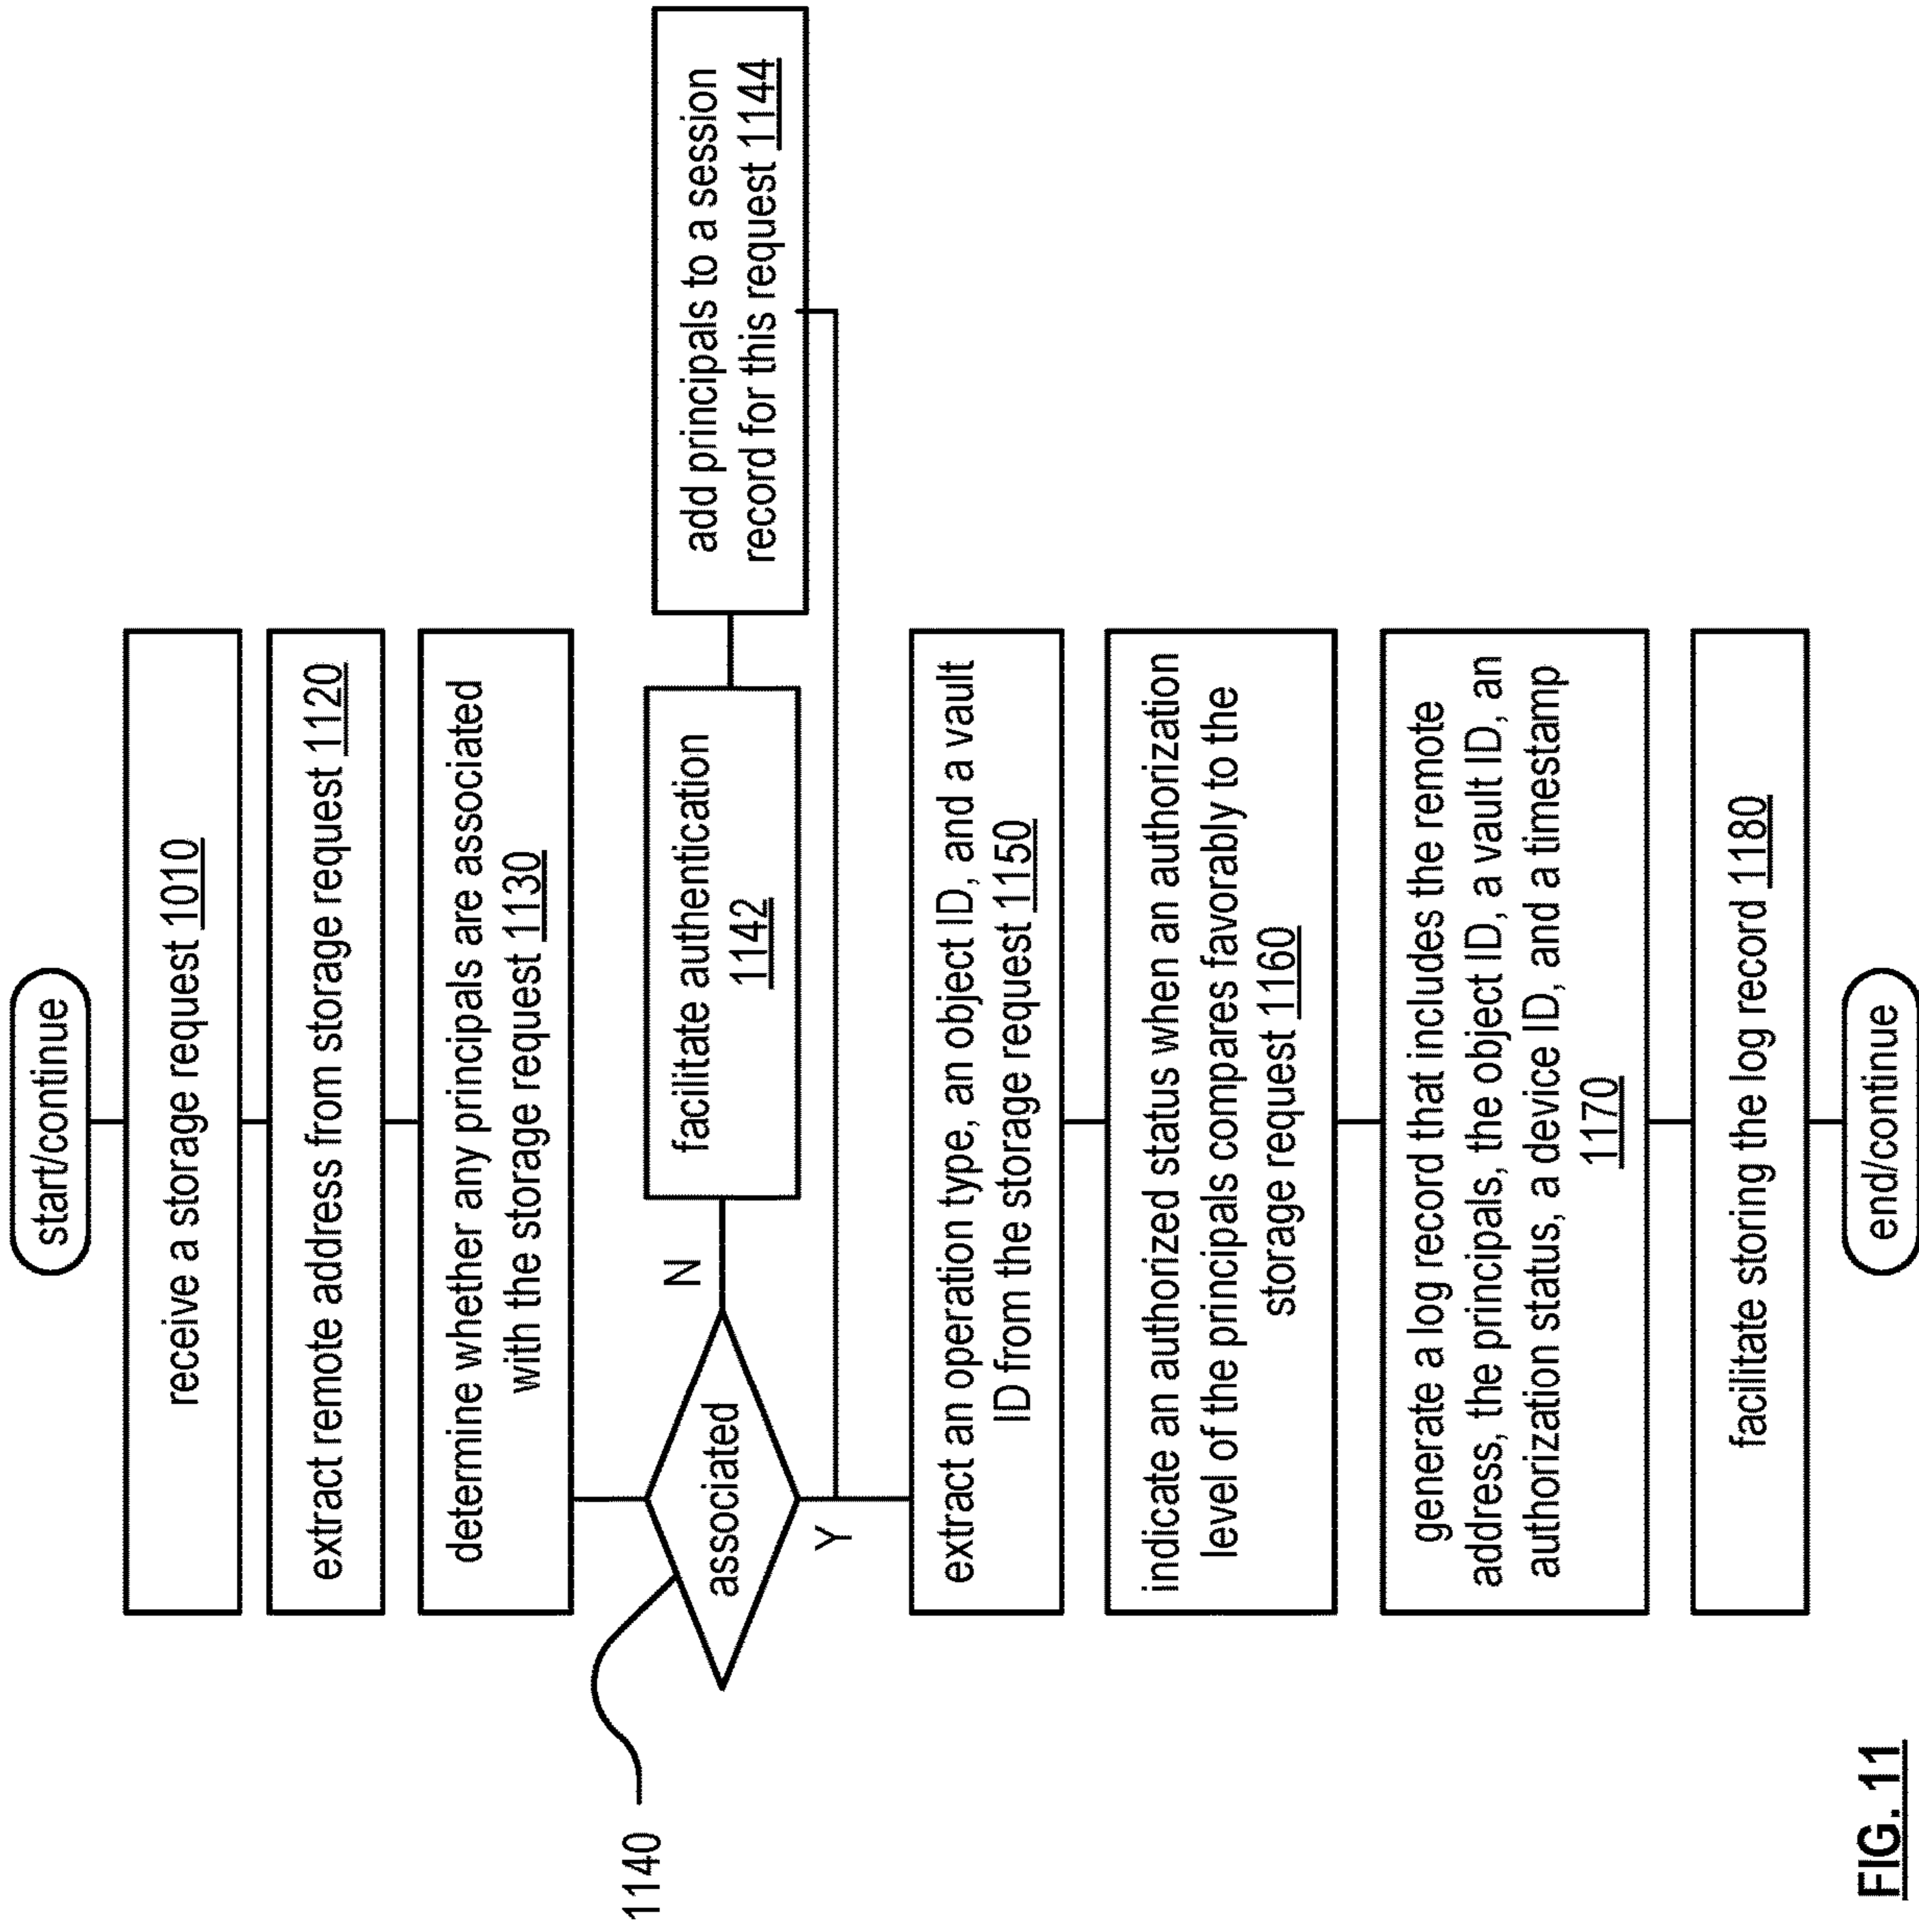 start/continue
receive a storage request 1010
extract remote address from storage request 1120
determine whether any principals are associated
with the storage request 1130
1140
associated
N
Y
facilitate authentication
1142
add principals to a session
record for this request 1144
extract an operation type, an object ID, and a vault
ID from the storage request 1150
indicate an authorized status when an authorization
level of the principals compares favorably to the
storage request 1160
generate a log record that includes the remote
address, the principals, the object ID, a vault ID, an
authorization status, a device ID, and a timestamp
1170
facilitate storing the log record 1180
end/continue
FIG. 11